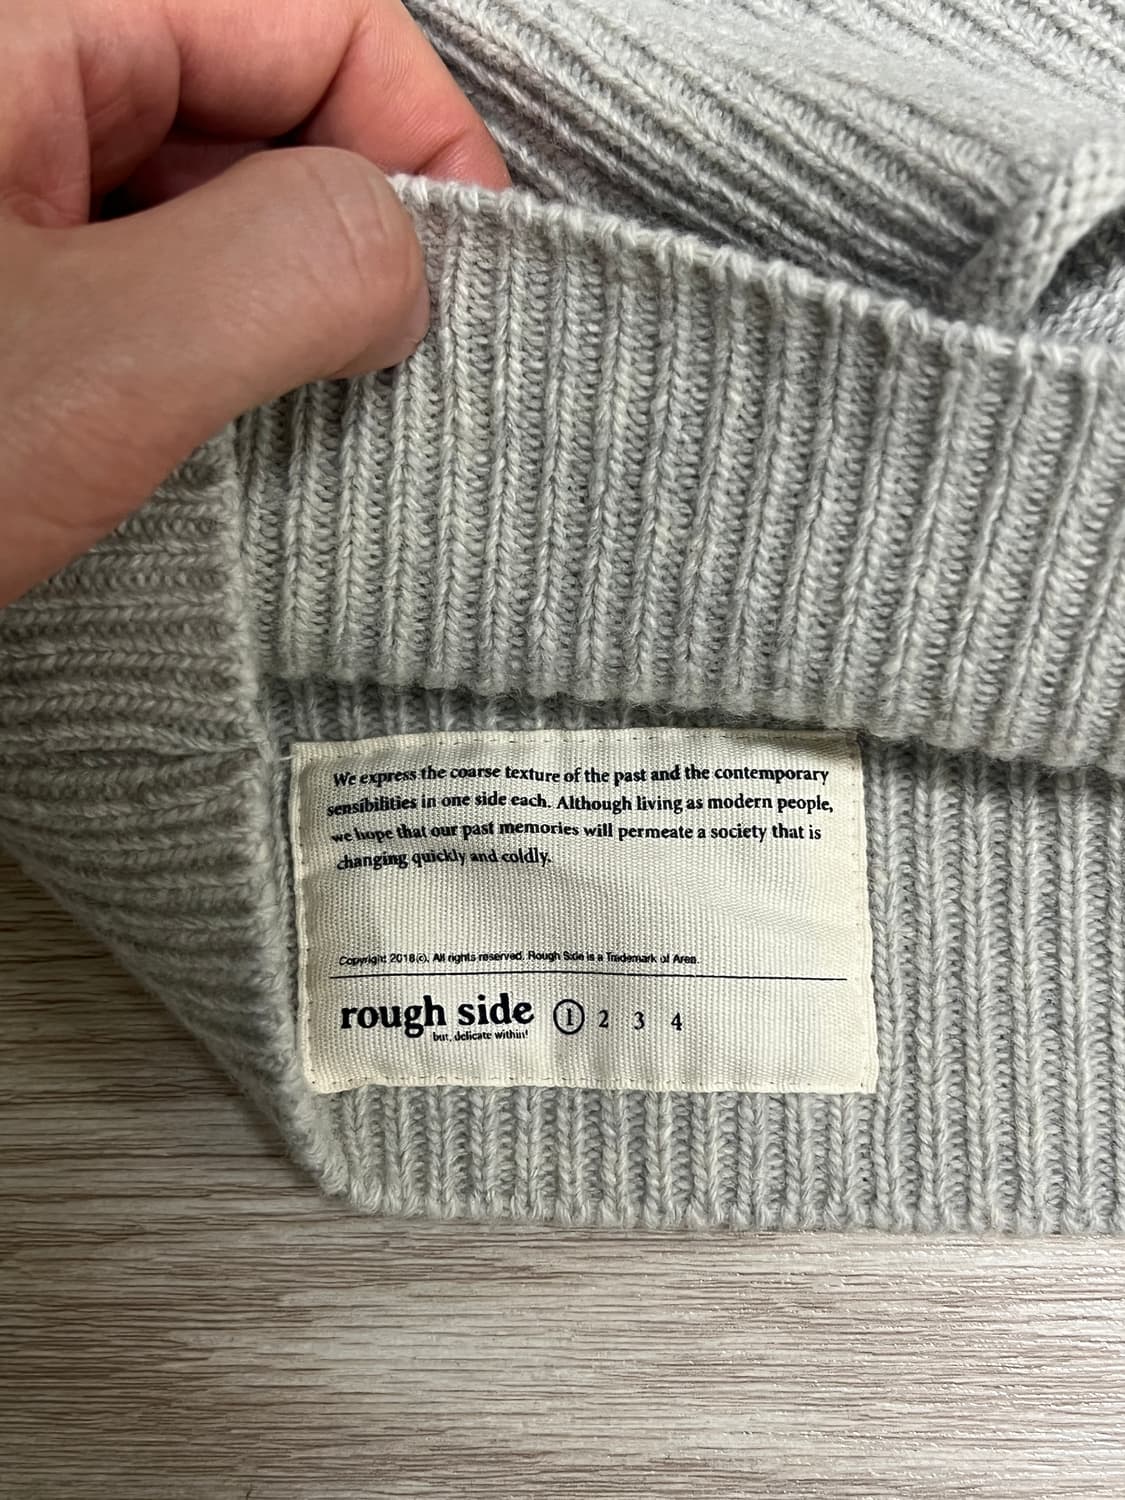 We express the coarse texture of the past and the contemporary
sensibilities in one side each. Although living as modern people,
we hope that our past memories will permeate a society that is
changing quickly and coldly.
Copyright 2018(c). All rights reserved. Rough Side is a Trademark of Area.
rough side ① 2 3 4
but, delicate within!